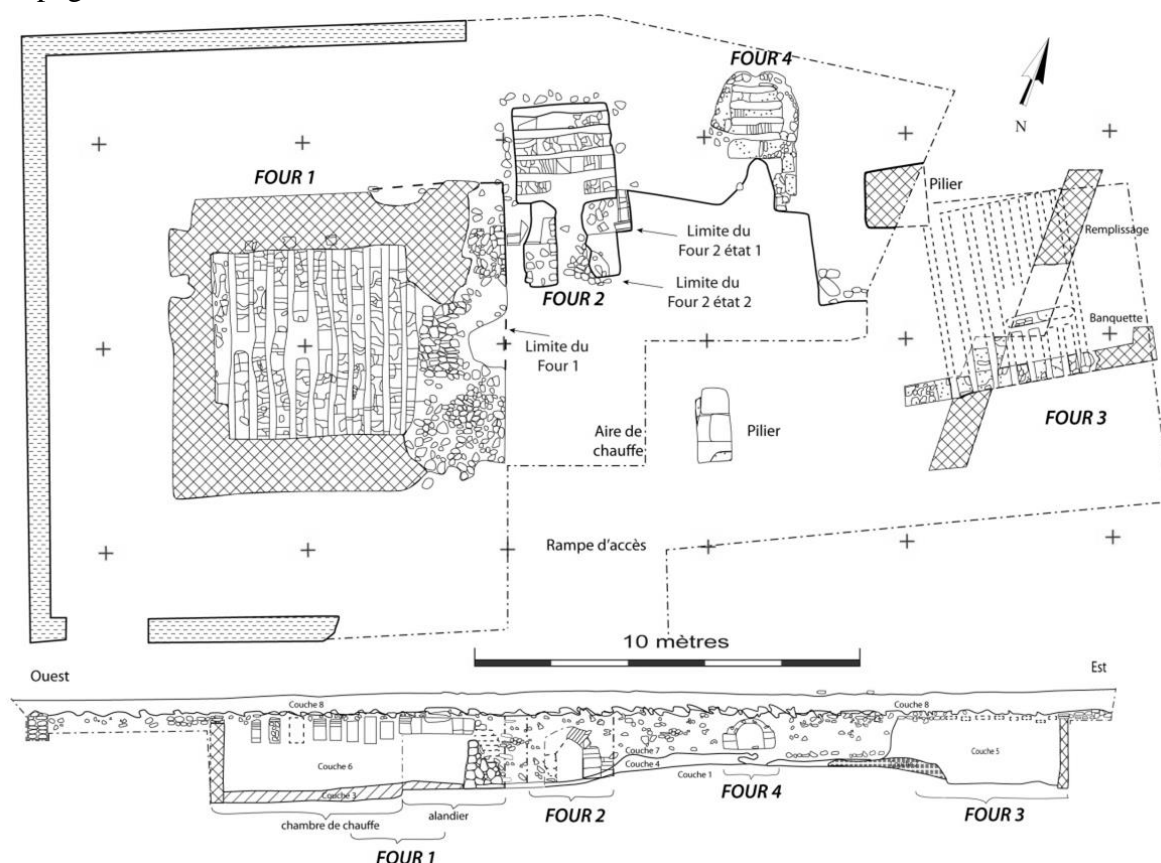 FOUR 4
N
FOUR 1
Pilier
Remplissage
Limite du
Four 2 état 1
Limite du
Four 2 état 2
FOUR 2
Banquette
Limite du
Four 1
FOUR 3
Aire de
chauffe
Pilier
Rampe d'accès
10 mètres
Ouest
Est
Couche 8
Couche 8
Couche 7
Couche 6
Couche 4
Couche 1
Couche 5
Couche 3
chambre de chauffe
alandier
FOUR 2
FOUR 4
FOUR 3
FOUR 1